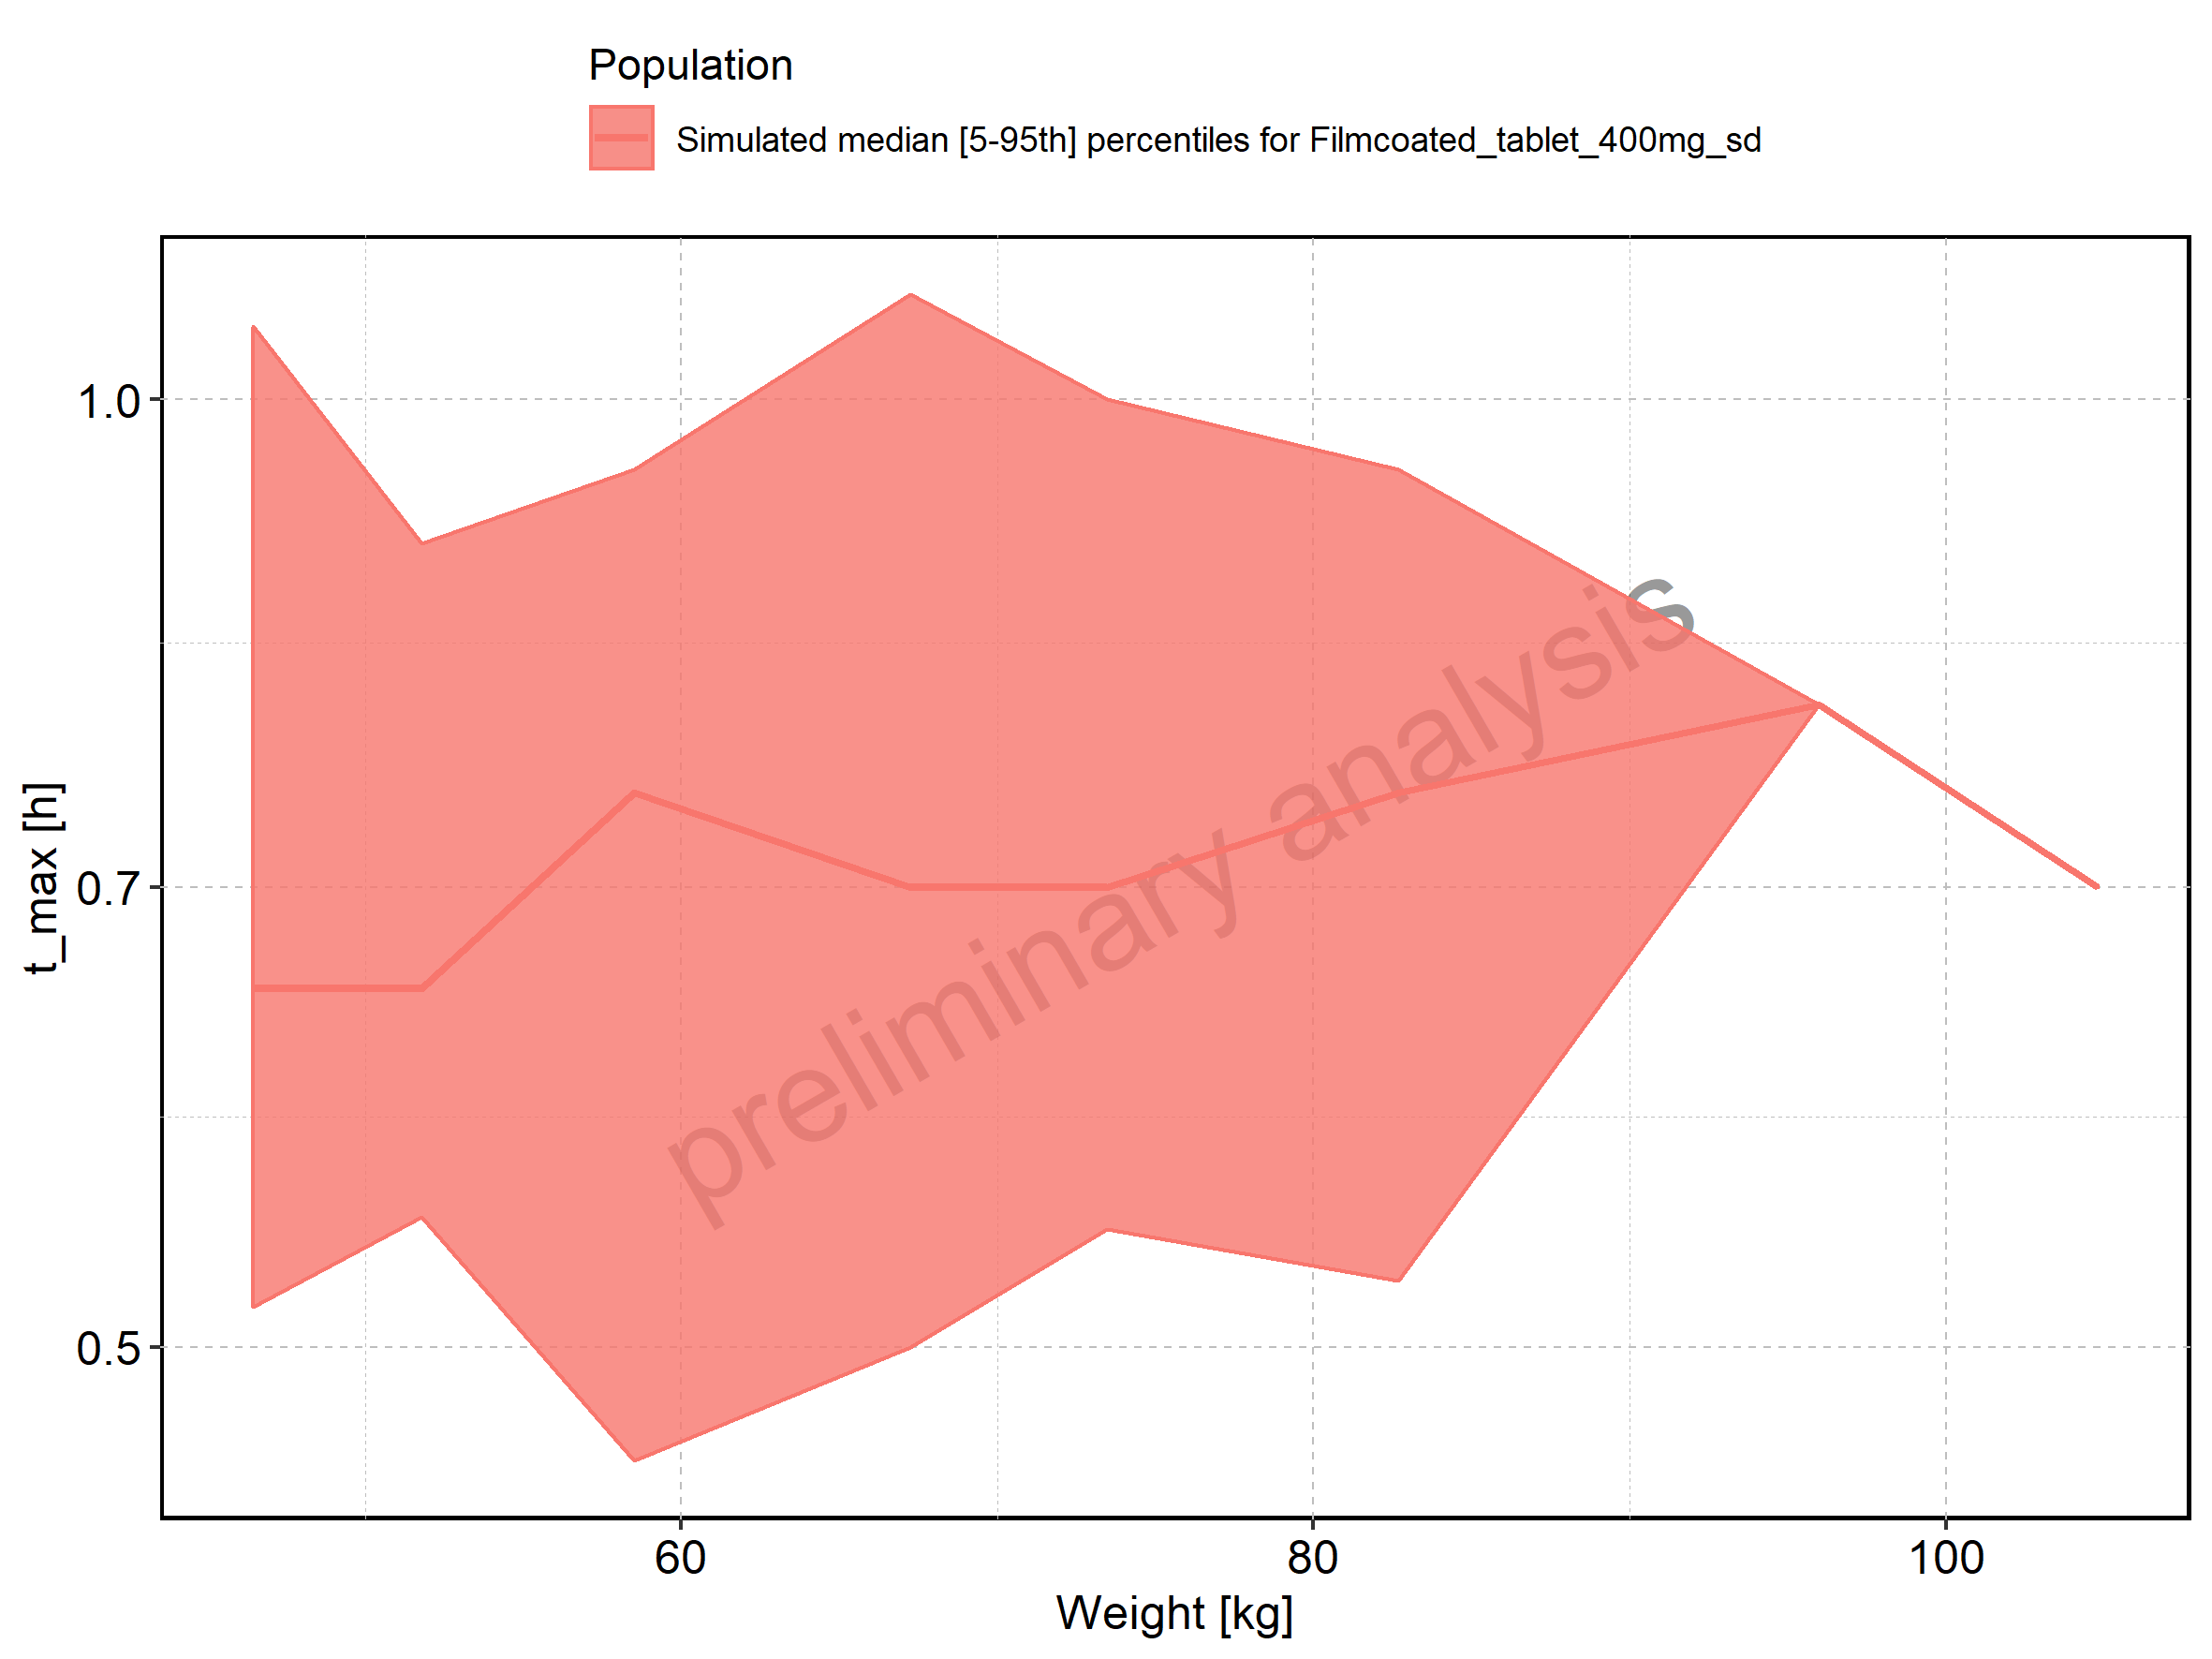 Population
Simulated median [5-95th] percentiles for Filmcoated_tablet_400mg_sd
1.0
0.7
0.5
t_max [h]
preliminary analysis
60 80 100
Weight [kg]